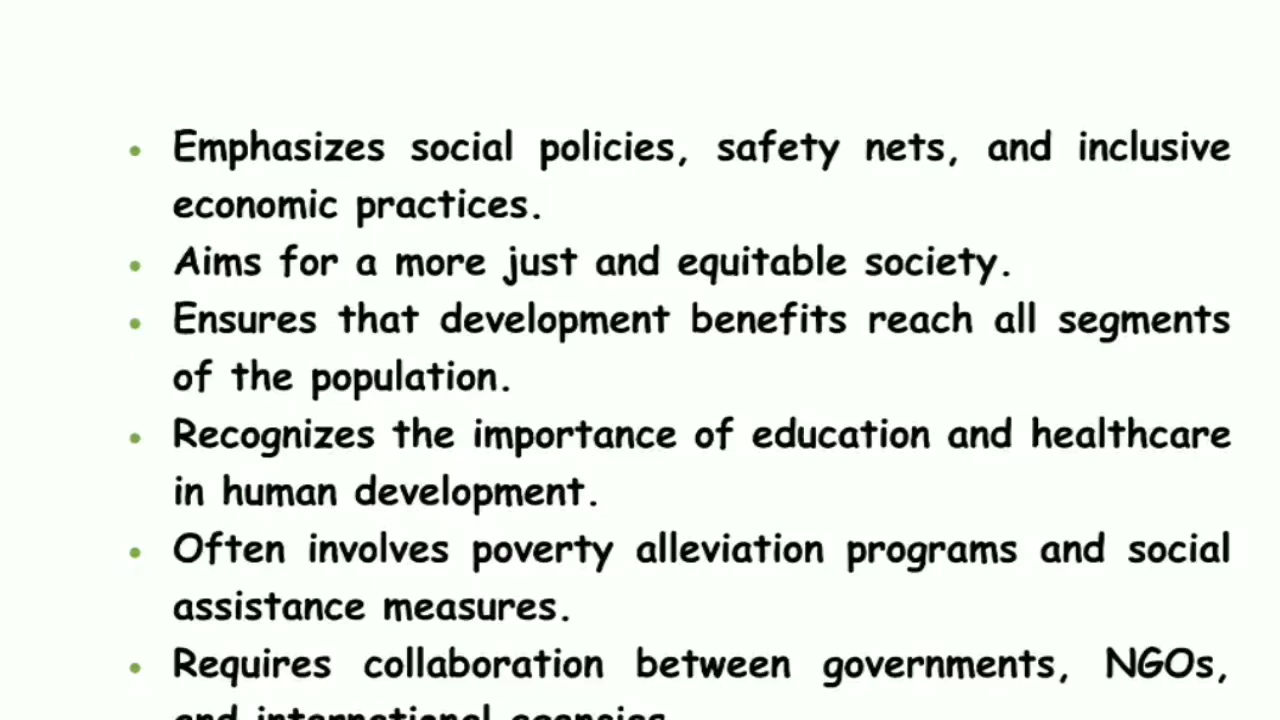 • Emphasizes social policies, safety nets, and inclusive
economic practices.
• Aims for a more just and equitable society.
• Ensures that development benefits reach all segments
of the population.
• Recognizes the importance of education and healthcare
in human development.
• Often involves poverty alleviation programs and social
assistance measures.
• Requires collaboration between governments, NGOs,
and international agencies.